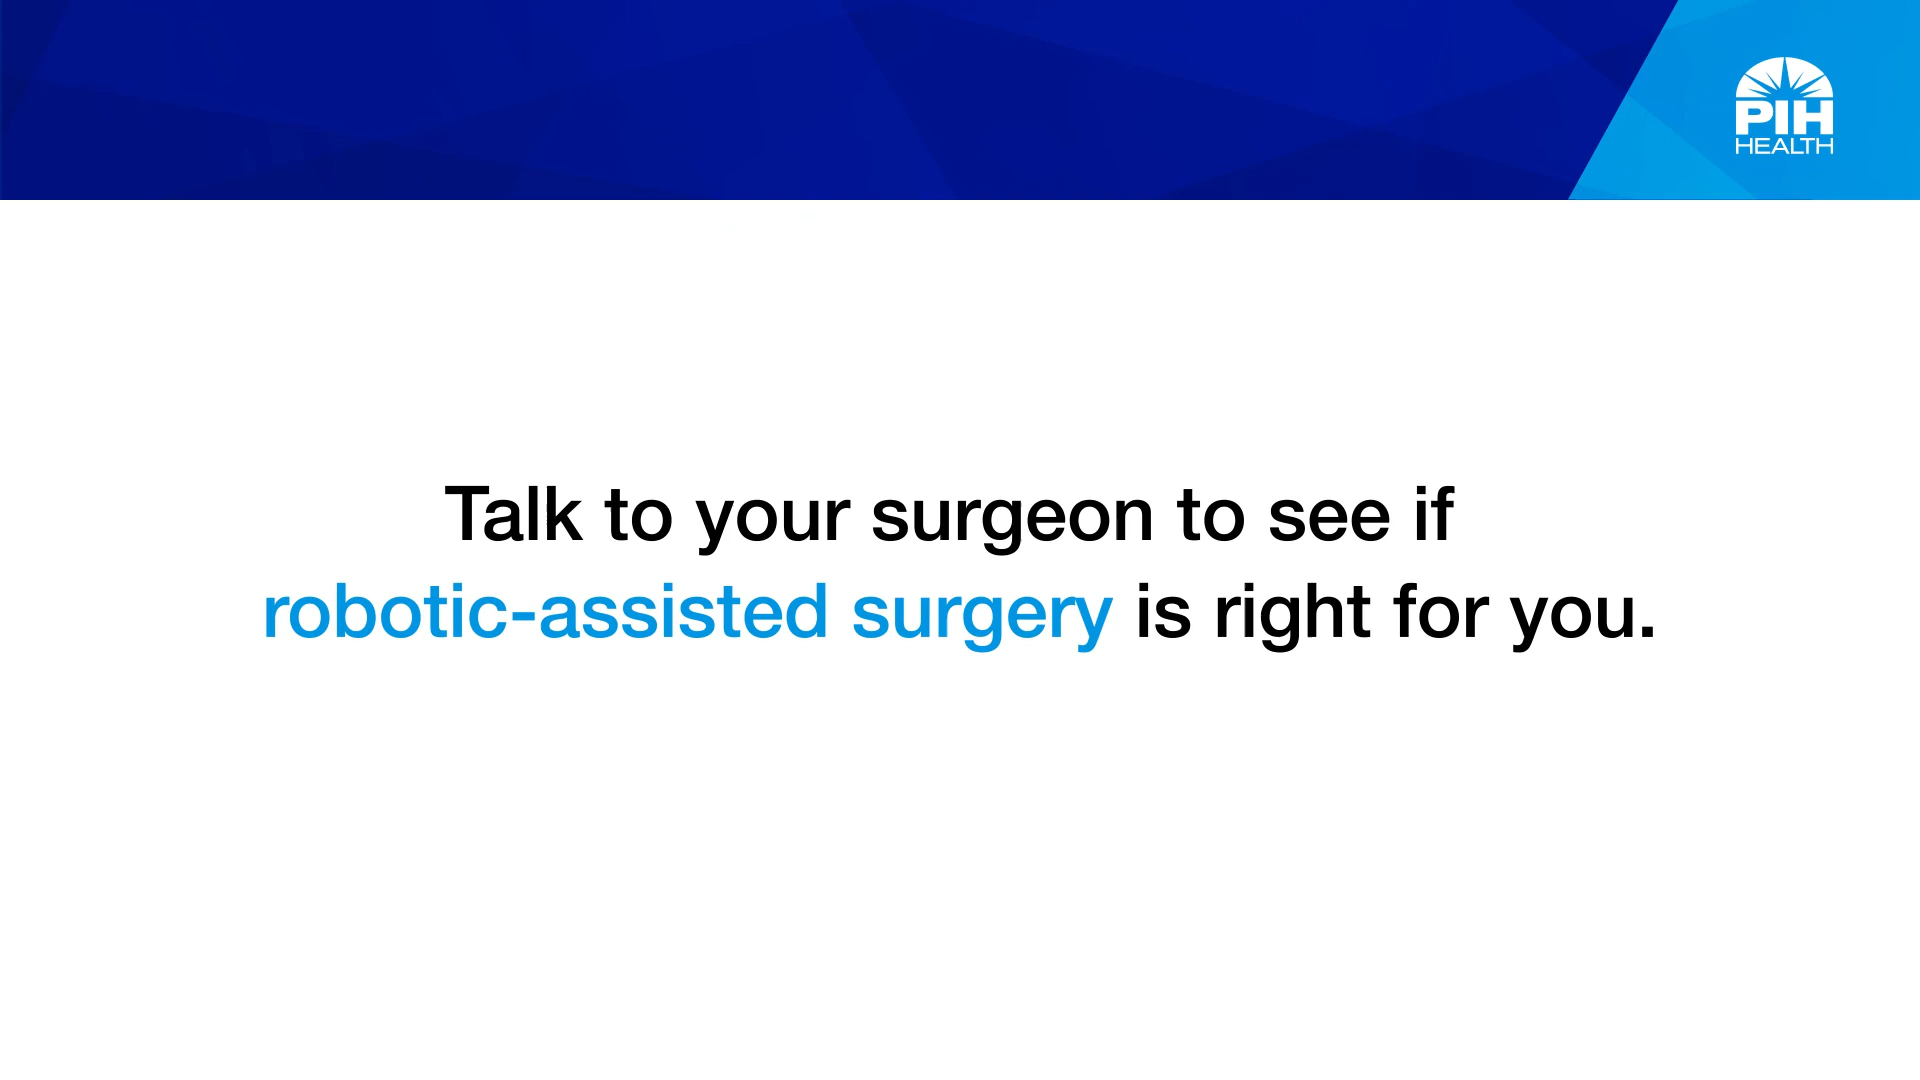 PIH
HEALTH
Talk to your surgeon to see if
robotic-assisted surgery is right for you.